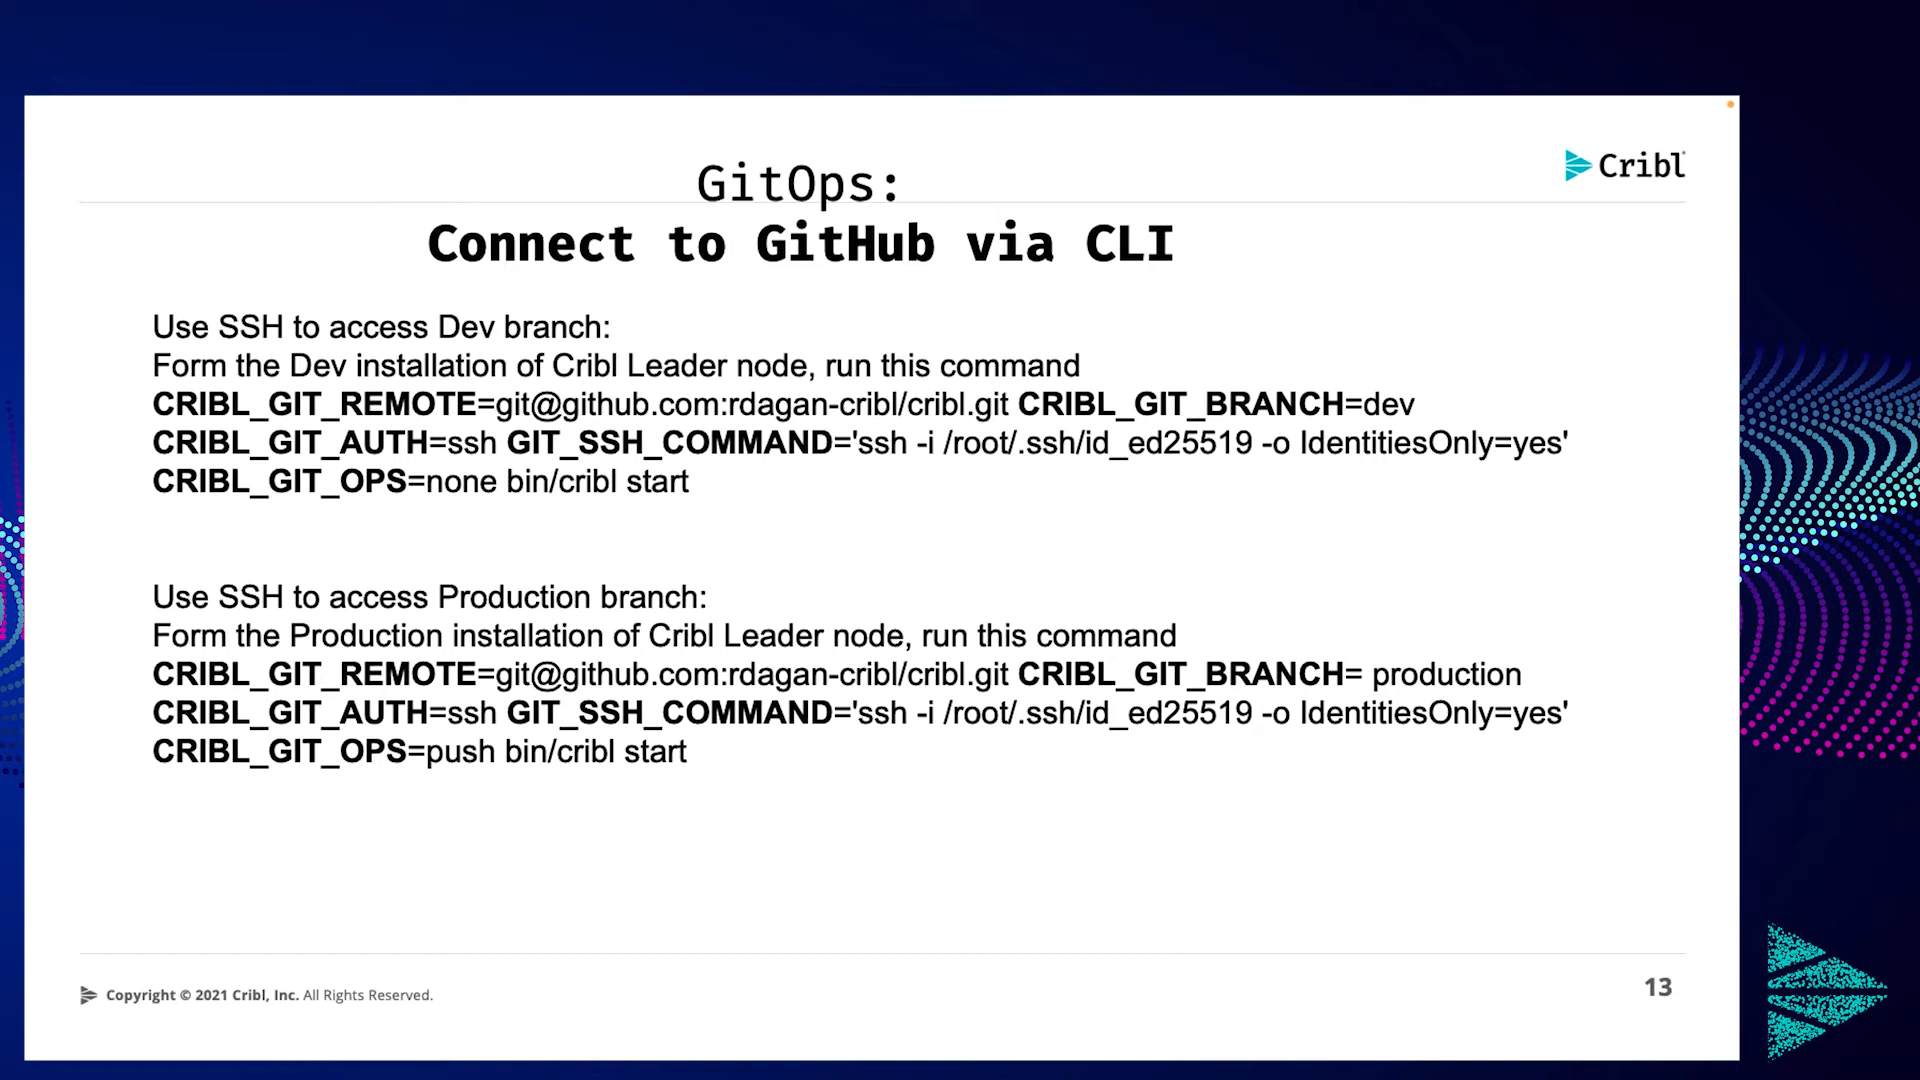 Cribl
GitOps:
Connect to GitHub via CLI
Use SSH to access Dev branch:
Form the Dev installation of Cribl Leader node, run this command
CRIBL_GIT_REMOTE=git@github.com:rdagan-cribl/cribl.git CRIBL_GIT_BRANCH=dev
CRIBL_GIT_AUTH=ssh GIT_SSH_COMMAND='ssh -i /root/.ssh/id_ed25519 -o IdentitiesOnly=yes'
CRIBL_GIT_OPS=none bin/cribl start
Use SSH to access Production branch:
Form the Production installation of Cribl Leader node, run this command
CRIBL_GIT_REMOTE=git@github.com:rdagan-cribl/cribl.git CRIBL_GIT_BRANCH= production
CRIBL_GIT_AUTH=ssh GIT_SSH_COMMAND='ssh -i /root/.ssh/id_ed25519 -o IdentitiesOnly=yes'
CRIBL_GIT_OPS=push bin/cribl start
Copyright © 2021 Cribl, Inc. All Rights Reserved.
13